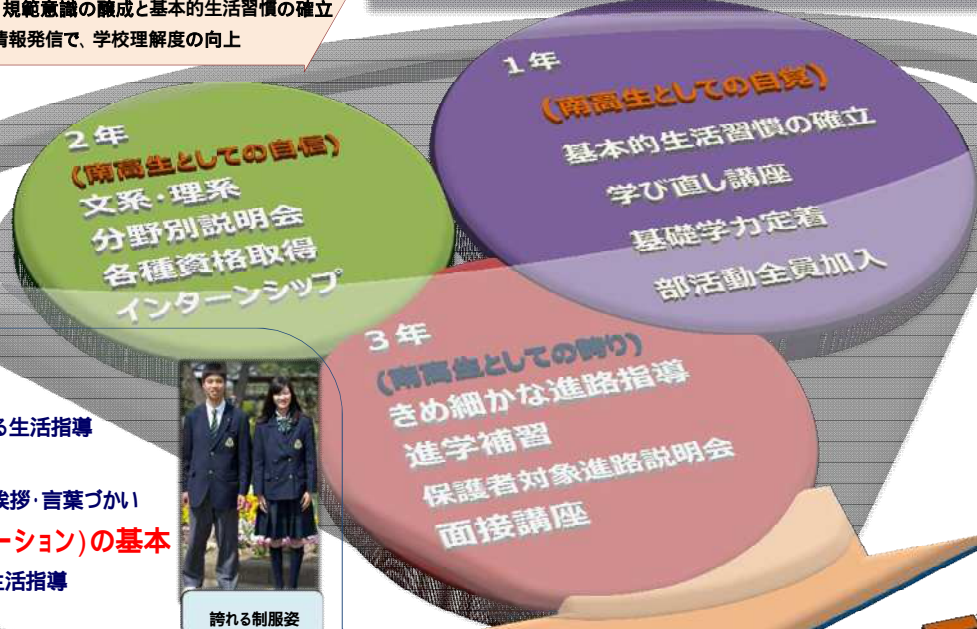 規範意識の醸成と基本的生活習慣の確立
情報発信で、学校理解度の向上
1年
(南高生としての自覚)
基本的生活習慣の確立
学び直し講座
基礎学力定着
部活動全員加入
2年
(南高生としての自信)
文系・理系
分野別説明会
各種資格取得
インターンシップ
3年
(南高生としての誇り)
きめ細かな進路指導
進学補習
保護者対象進路説明会
面接講座
る生活指導
挨拶・言葉づかい
ーション)の基本
生活指導
誇れる制服姿